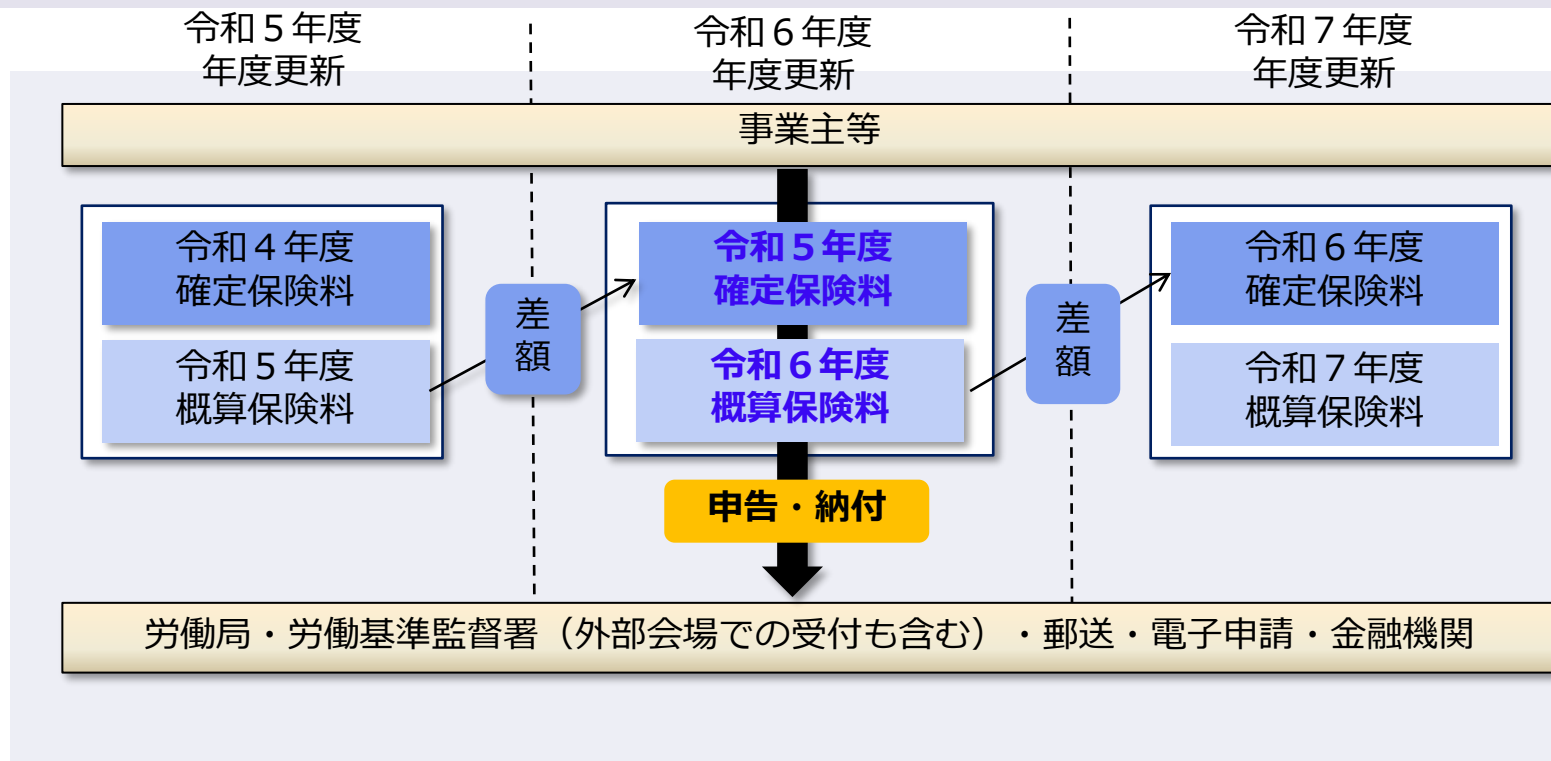 令和５年度
年度更新
令和６年度
年度更新
令和７年度
年度更新
事業主等
令和４年度
確定保険料
令和５年度
概算保険料
差
額
令和５年度
確定保険料
令和６年度
概算保険料
差
額
令和６年度
確定保険料
令和７年度
概算保険料
申告・納付
労働局・労働基準監督署（外部会場での受付も含む）・郵送・電子申請・金融機関